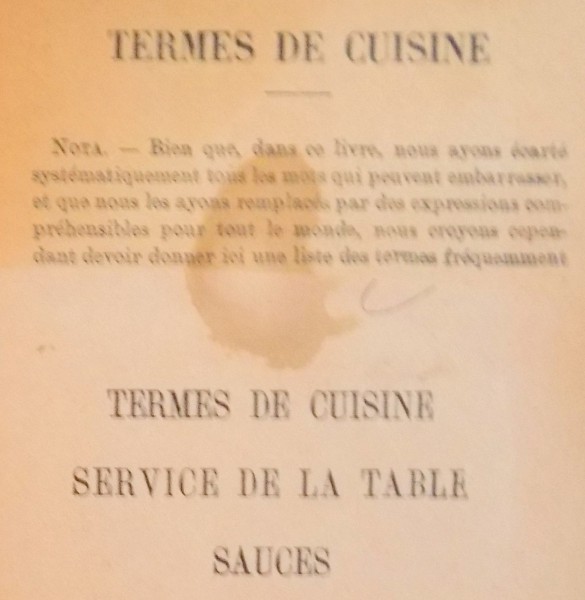 TERMES DE CUISINE
NOTA. — Bien que, dans ce livre, nous ayons écarté
systématiquement tous les mots qui peuvent embarrasser,
et que nous les ayons remplacés par des expressions com-
préhensibles pour tout le monde, nous croyons cepen-
dant devoir donner ici une liste des termes fréquemment
TERMES DE CUISINE
SERVICE DE LA TABLE
SAUCES